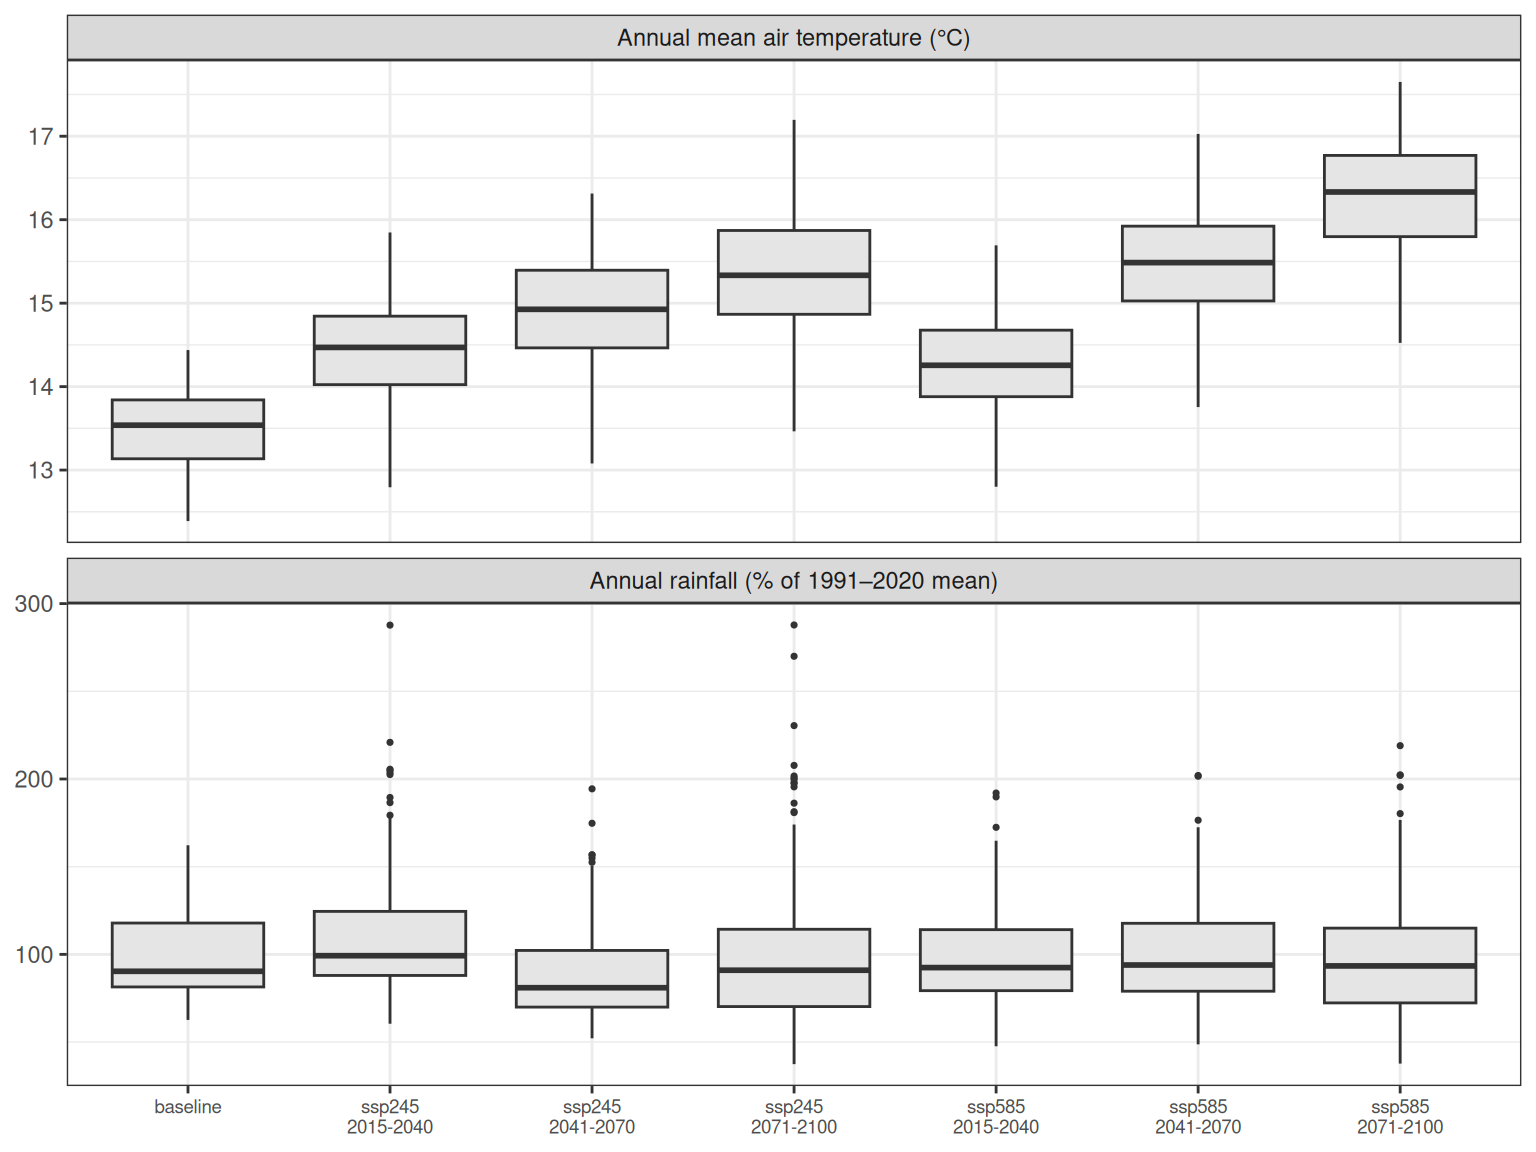 Annual mean air temperature (°C)
17
16
15
14
13
Annual rainfall (% of 1991–2020 mean)
300
200
100
baseline
ssp245
2015-2040
ssp245
2041-2070
ssp245
2071-2100
ssp585
2015-2040
ssp585
2041-2070
ssp585
2071-2100